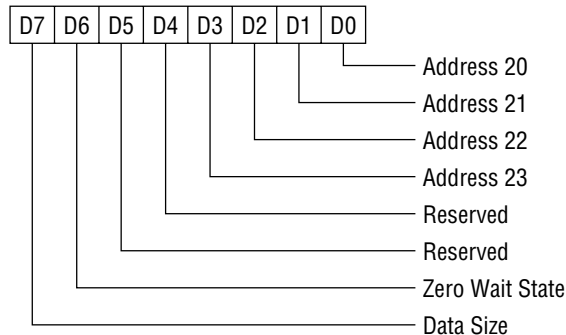 D7 D6 D5 D4 D3 D2 D1 D0
Address 20
Address 21
Address 22
Address 23
Reserved
Reserved
Zero Wait State
Data Size